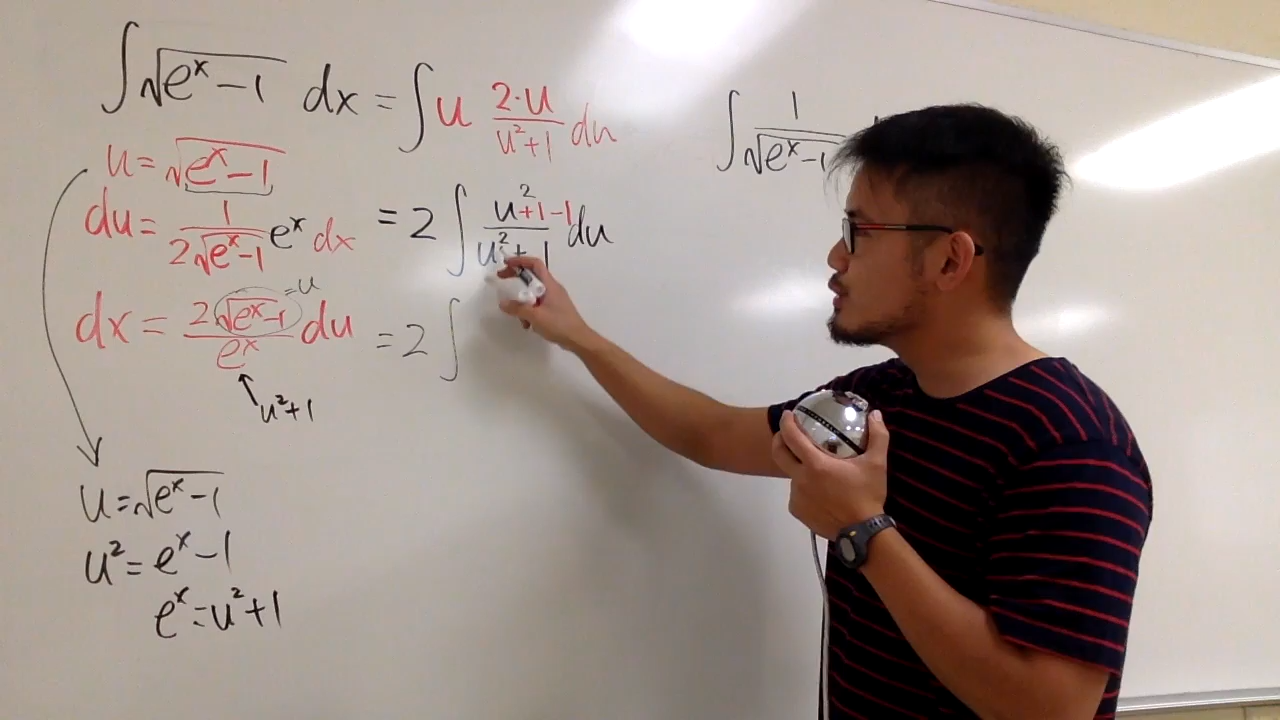 ∫√(eˣ−1) dx = ∫ u (2·u)/(u²+1) du
u = √(eˣ−1)
du = 1/(2√(eˣ−1)) eˣ dx
= 2 ∫ (u²+1−1)/(u²+1) du
dx = (2√(eˣ−1))/(eˣ) du
=u
= 2 ∫
u²+1
u = √(eˣ−1)
u² = eˣ−1
eˣ = u²+1
∫ 1/√(eˣ−1